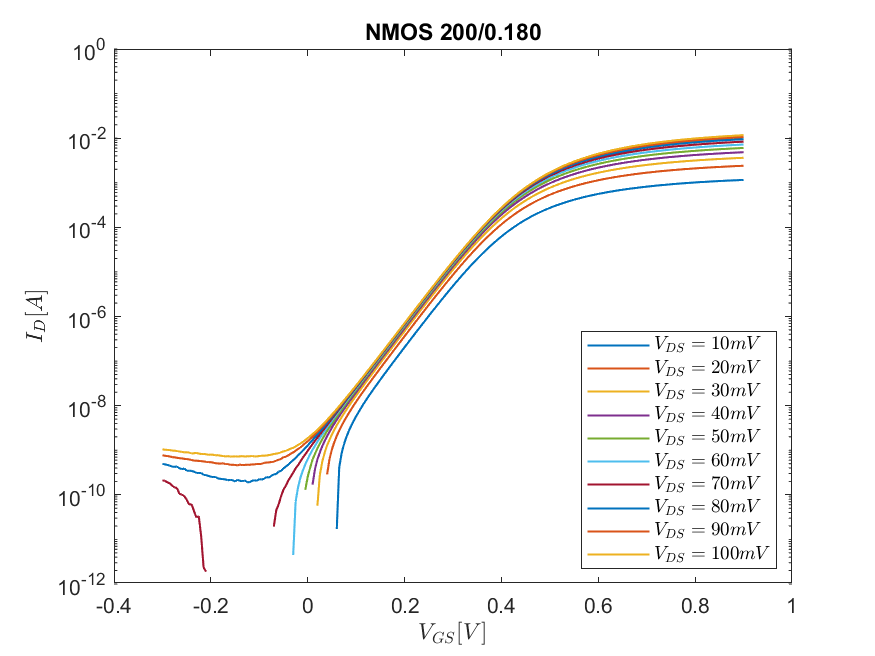 NMOS 200/0.180
10^0
10^-2
10^-4
10^-6
10^-8
10^-10
10^-12
I_D[A]
-0.4 -0.2 0 0.2 0.4 0.6 0.8 1
V_GS[V]
V_DS = 10mV
V_DS = 20mV
V_DS = 30mV
V_DS = 40mV
V_DS = 50mV
V_DS = 60mV
V_DS = 70mV
V_DS = 80mV
V_DS = 90mV
V_DS = 100mV